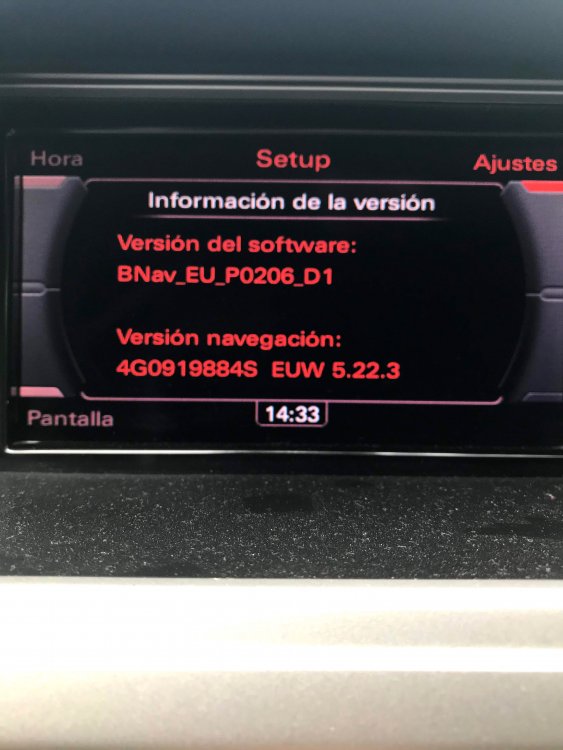 Hora Setup Ajustes
Información de la versión
Versión del software:
BNav_EU_P0206_D1
Versión navegación:
4G0919884S EUW 5.22.3
Pantalla 14:33